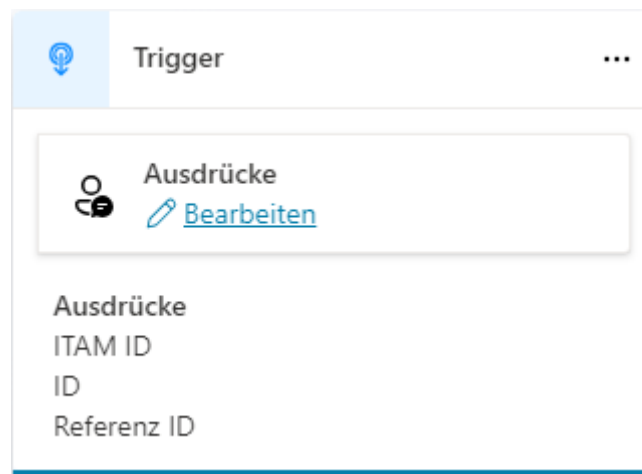 Trigger
Ausdrücke
Bearbeiten
Ausdrücke
ITAM ID
ID
Referenz ID